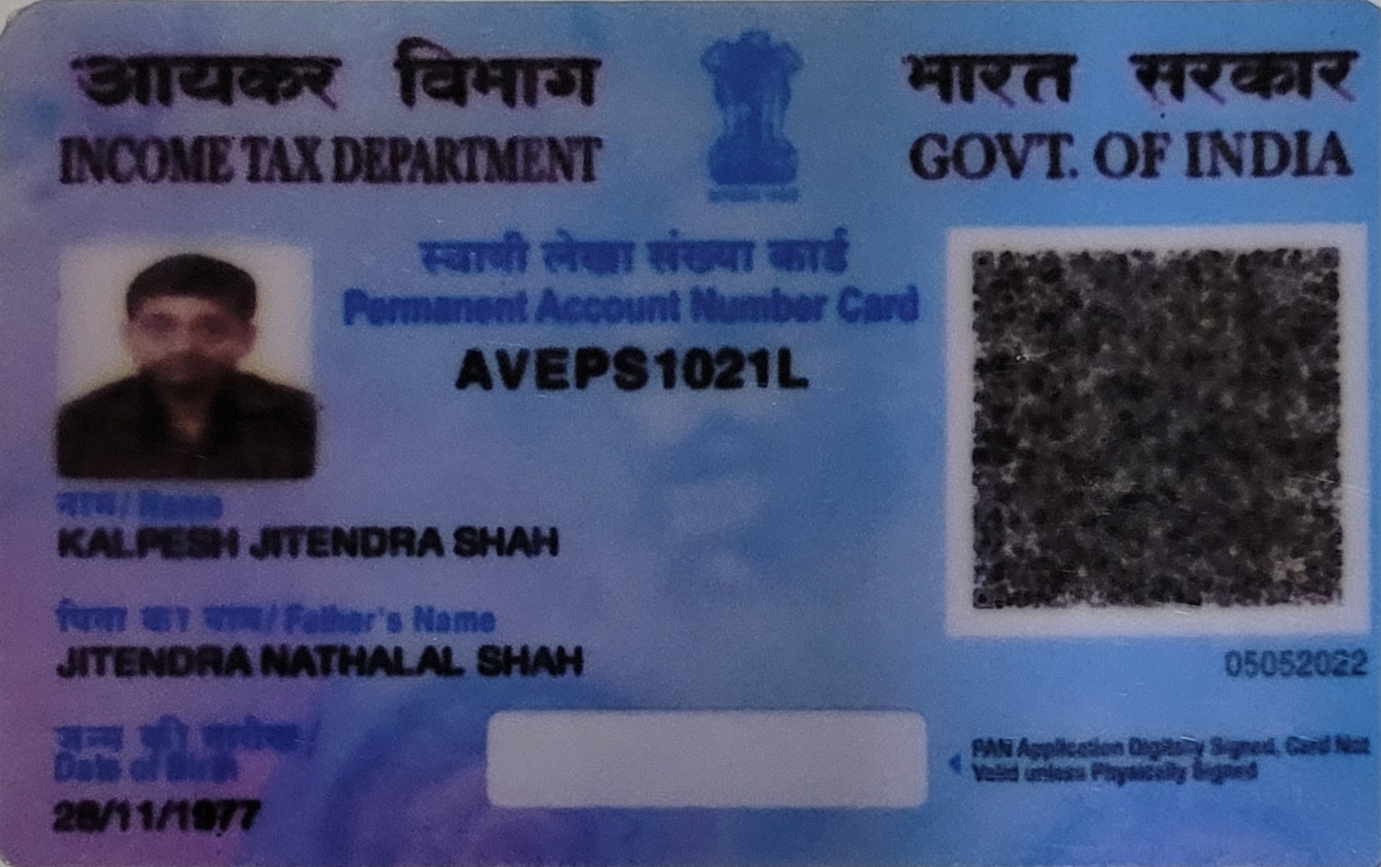 आयकर विभाग
INCOME TAX DEPARTMENT
भारत सरकार
GOVT. OF INDIA
स्थायी लेखा संख्या कार्ड
Permanent Account Number Card
AVEPS1021L
नाम / Name
KALPESH JITENDRA SHAH
पिता का नाम / Father's Name
JITENDRA NATHALAL SHAH
05052022
जन्म की तारीख /
Date of Birth
28/11/1977
PAN Application Digitally Signed, Card Not
Valid unless Physically Signed